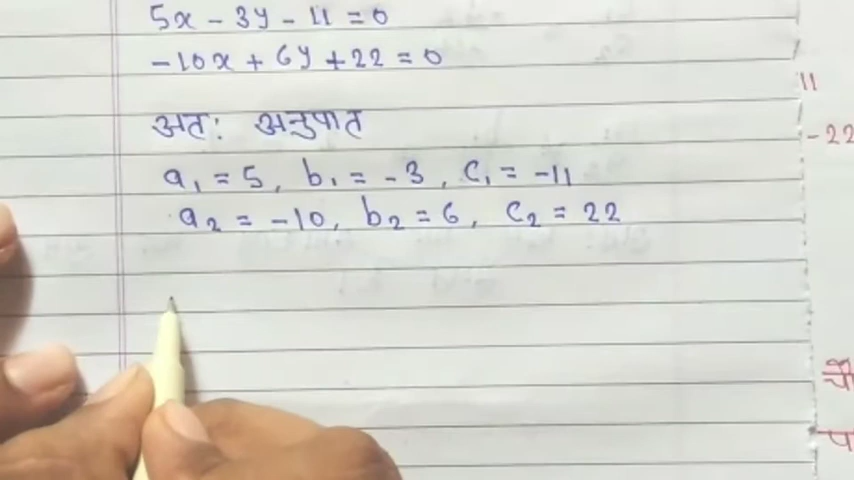 5x - 3y - 11 = 0
-10x + 6y + 22 = 0
11
अतः अनुपात
-22
a₁ = 5, b₁ = -3, c₁ = -11
a₂ = -10, b₂ = 6, c₂ = 22